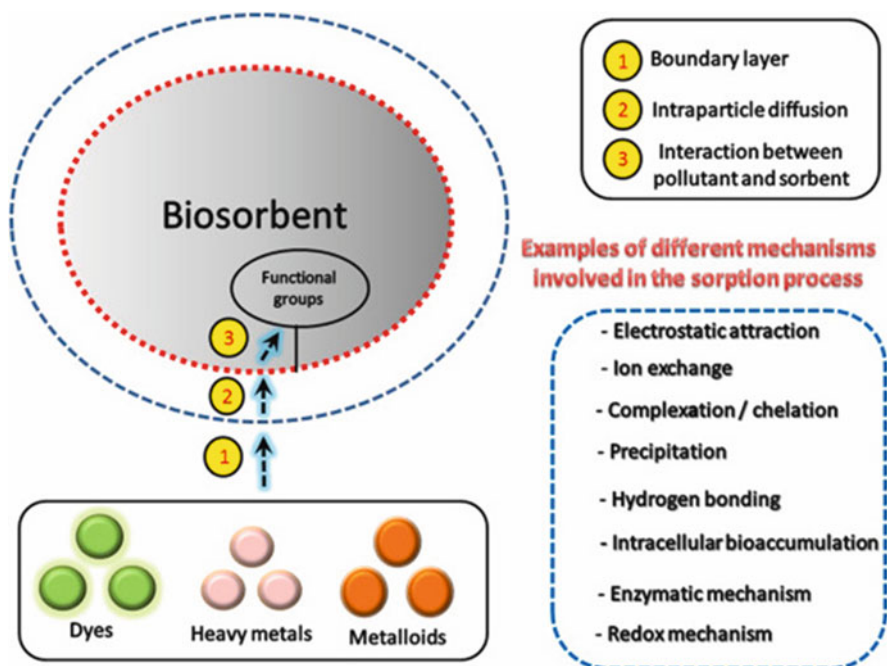 Biosorbent
Functional
groups
3
2
1
Dyes
Heavy metals
Metalloids
1 Boundary layer
2 Intraparticle diffusion
3 Interaction between
pollutant and sorbent
Examples of different mechanisms
involved in the sorption process
- Electrostatic attraction
- Ion exchange
- Complexation / chelation
- Precipitation
- Hydrogen bonding
- Intracellular bioaccumulation
- Enzymatic mechanism
- Redox mechanism